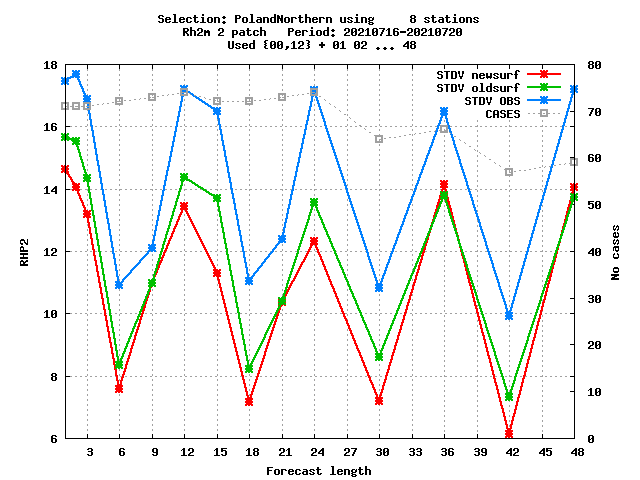 Selection: PolandNorthern using 8 stations
Rh2m 2 patch Period: 20210716-20210720
Used {00,12} + 01 02 ... 48
STDV newsurf
STDV oldsurf
STDV OBS
CASES
18
16
14
12
10
8
6
80
70
60
50
40
30
20
10
0
RHP2
No cases
3 6 9 12 15 18 21 24 27 30 33 36 39 42 45 48
Forecast length